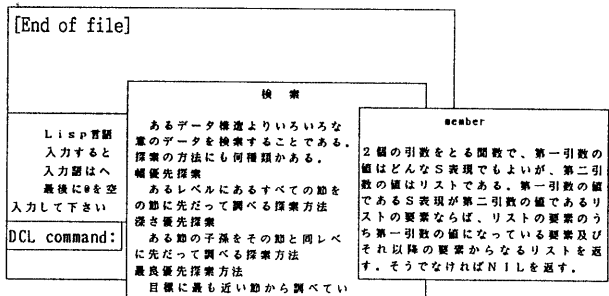 [End of file]
Lisp言語
入力すると
入力語はへ
最後に@を空
入力して下さい
DCL command:
検 索
あるデータ構造よりいろいろな
意のデータを検索することである。
探索の方法にも何種類かある。
幅優先探索
あるレベルにあるすべての節を
の節に先だって調べる探索方法
深さ優先探索
ある節の子孫をその節と同レベ
に先だって調べる探索方法
最良優先探索方法
目標に最も近い節から調べてい
member
2個の引数をとる関数で、第一引数の
値はどんなS表現でもよいが、第二引
数の値はリストである。第一引数の値
であるS表現が第二引数の値であるリ
ストの要素ならば、リストの要素のう
ち第一引数の値になっている要素及び
それ以降の要素からなるリストを返
す。そうでなければNILを返す。